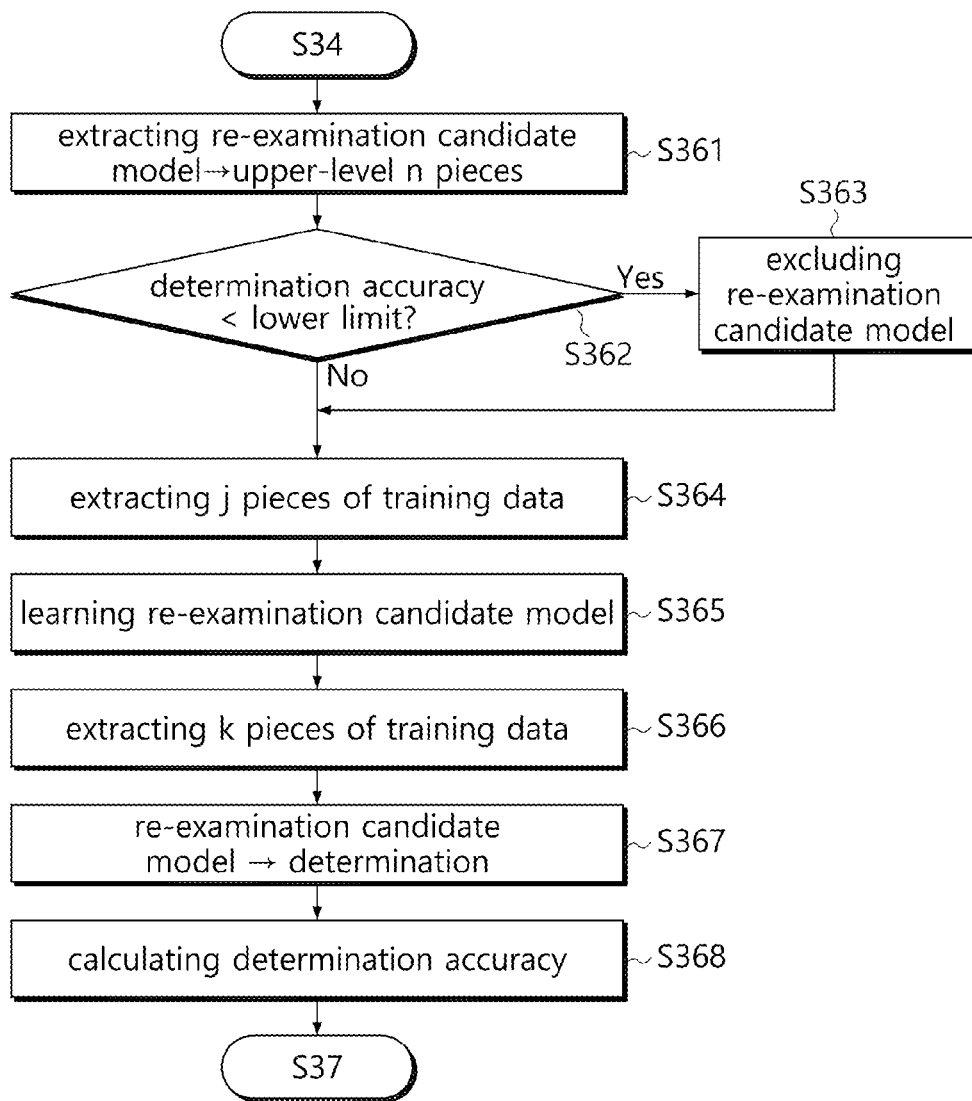 S34
extracting re-examination candidate
model→upper-level n pieces
S361
S363
excluding
re-examination
candidate model
determination accuracy
< lower limit?
Yes
S362
No
extracting j pieces of training data
S364
learning re-examination candidate model
S365
extracting k pieces of training data
S366
re-examination candidate
model → determination
S367
calculating determination accuracy
S368
S37